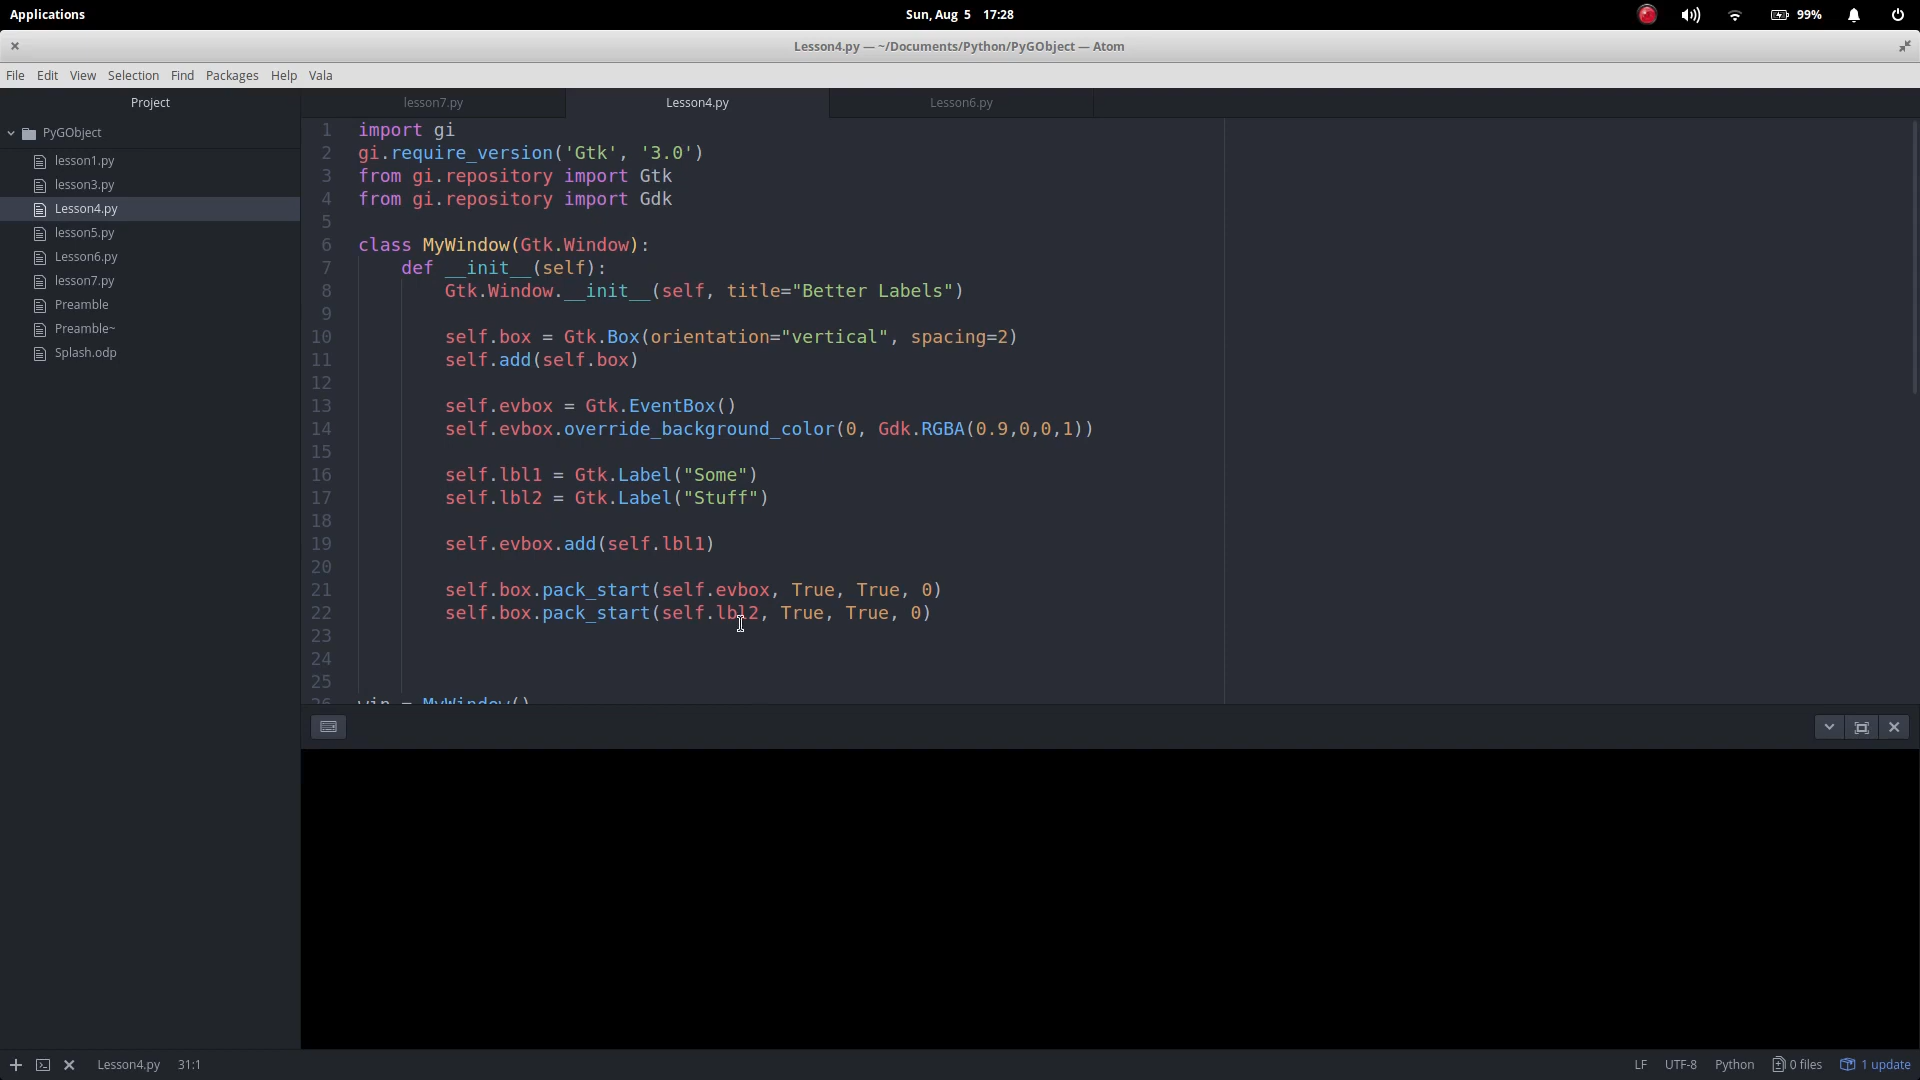 Applications
Sun, Aug 5 17:28
99%
Lesson4.py — ~/Documents/Python/PyGObject — Atom
File Edit View Selection Find Packages Help Vala
Project
PyGObject
lesson1.py
lesson3.py
Lesson4.py
lesson5.py
Lesson6.py
lesson7.py
Preamble
Preamble~
Splash.odp
lesson7.py Lesson4.py Lesson6.py
1 import gi
2 gi.require_version('Gtk', '3.0')
3 from gi.repository import Gtk
4 from gi.repository import Gdk
5
6 class MyWindow(Gtk.Window):
7     def __init__(self):
8         Gtk.Window.__init__(self, title="Better Labels")
9
10         self.box = Gtk.Box(orientation="vertical", spacing=2)
11         self.add(self.box)
12
13         self.evbox = Gtk.EventBox()
14         self.evbox.override_background_color(0, Gdk.RGBA(0.9,0,0,1))
15
16         self.lbl1 = Gtk.Label("Some")
17         self.lbl2 = Gtk.Label("Stuff")
18
19         self.evbox.add(self.lbl1)
20
21         self.box.pack_start(self.evbox, True, True, 0)
22         self.box.pack_start(self.lbl2, True, True, 0)
23
24
25
26 win = MyWindow()
Lesson4.py 31:1
LF UTF-8 Python 0 files 1 update